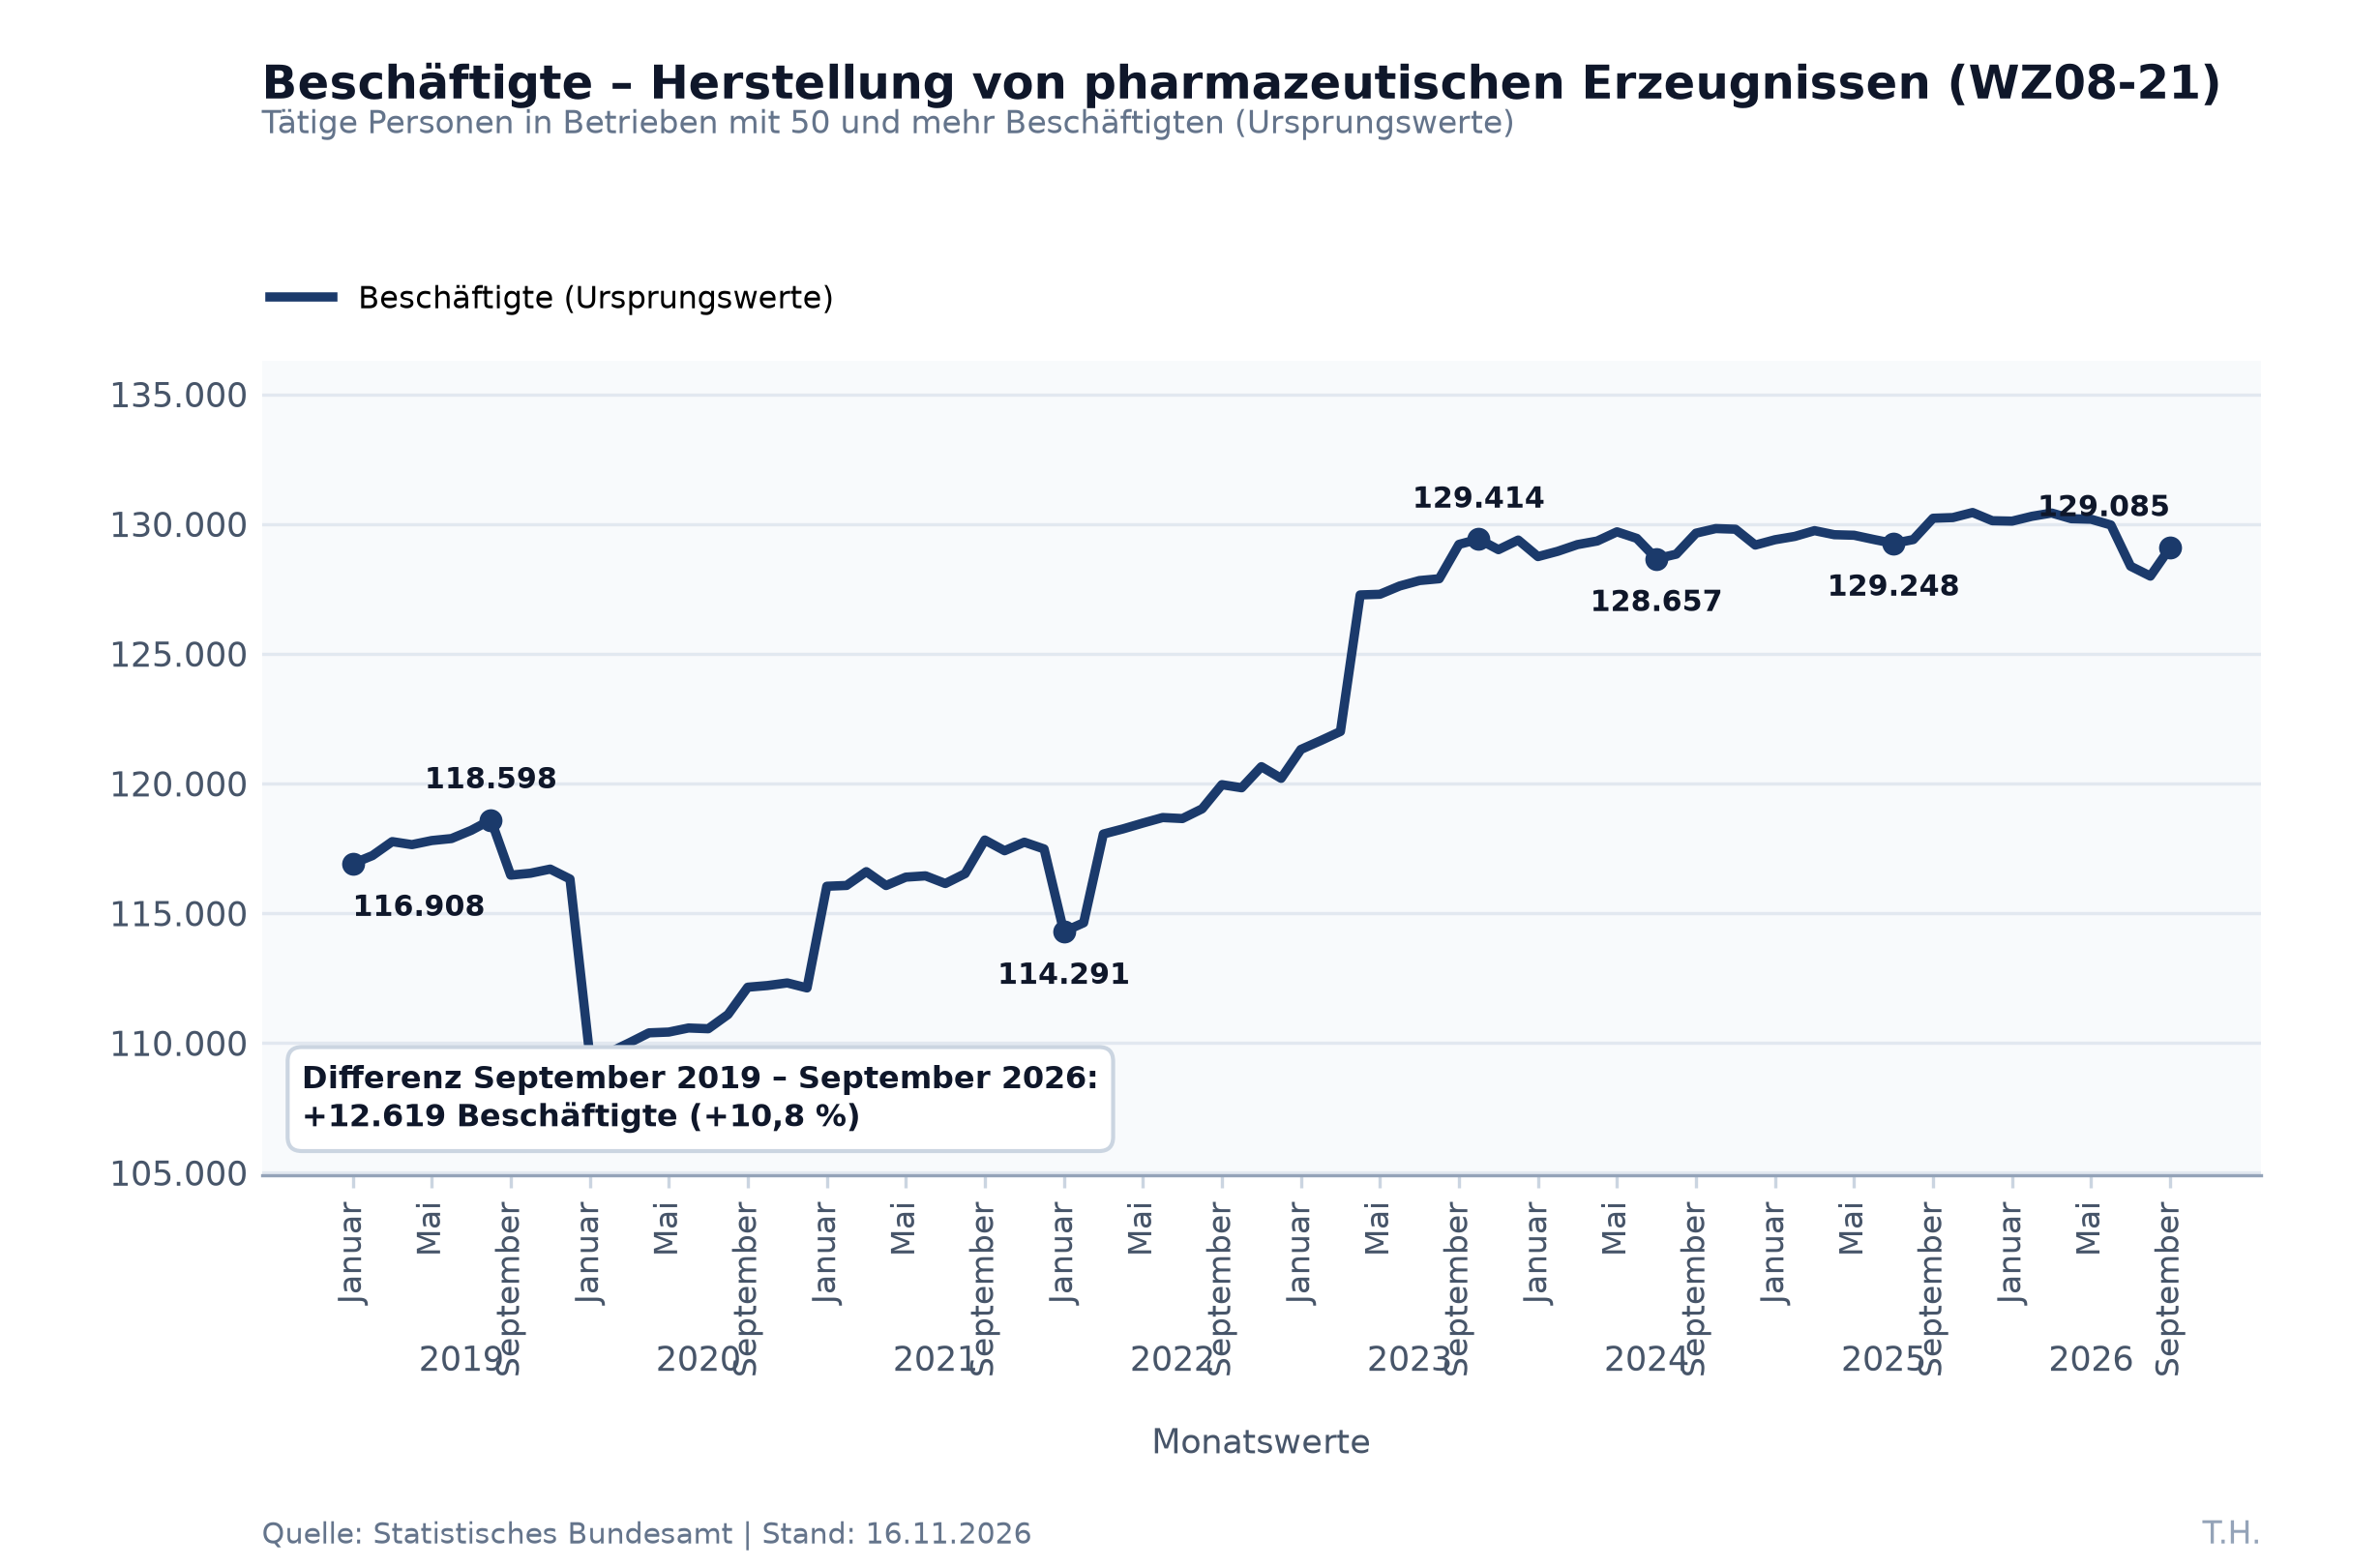 Beschäftigte – Herstellung von pharmazeutischen Erzeugnissen (WZ08-21)
Tätige Personen in Betrieben mit 50 und mehr Beschäftigten (Ursprungswerte)
Beschäftigte (Ursprungswerte)
135.000
130.000
125.000
120.000
115.000
110.000
105.000
129.414
129.085
128.657
129.248
118.598
116.908
114.291
Differenz September 2019 – September 2026:
+12.619 Beschäftigte (+10,8 %)
Januar
Mai
September
Januar
Mai
September
Januar
Mai
September
Januar
Mai
September
Januar
Mai
September
Januar
Mai
September
Januar
Mai
September
Januar
Mai
September
2019
2020
2021
2022
2023
2024
2025
2026
Monatswerte
Quelle: Statistisches Bundesamt | Stand: 16.11.2026
T.H.